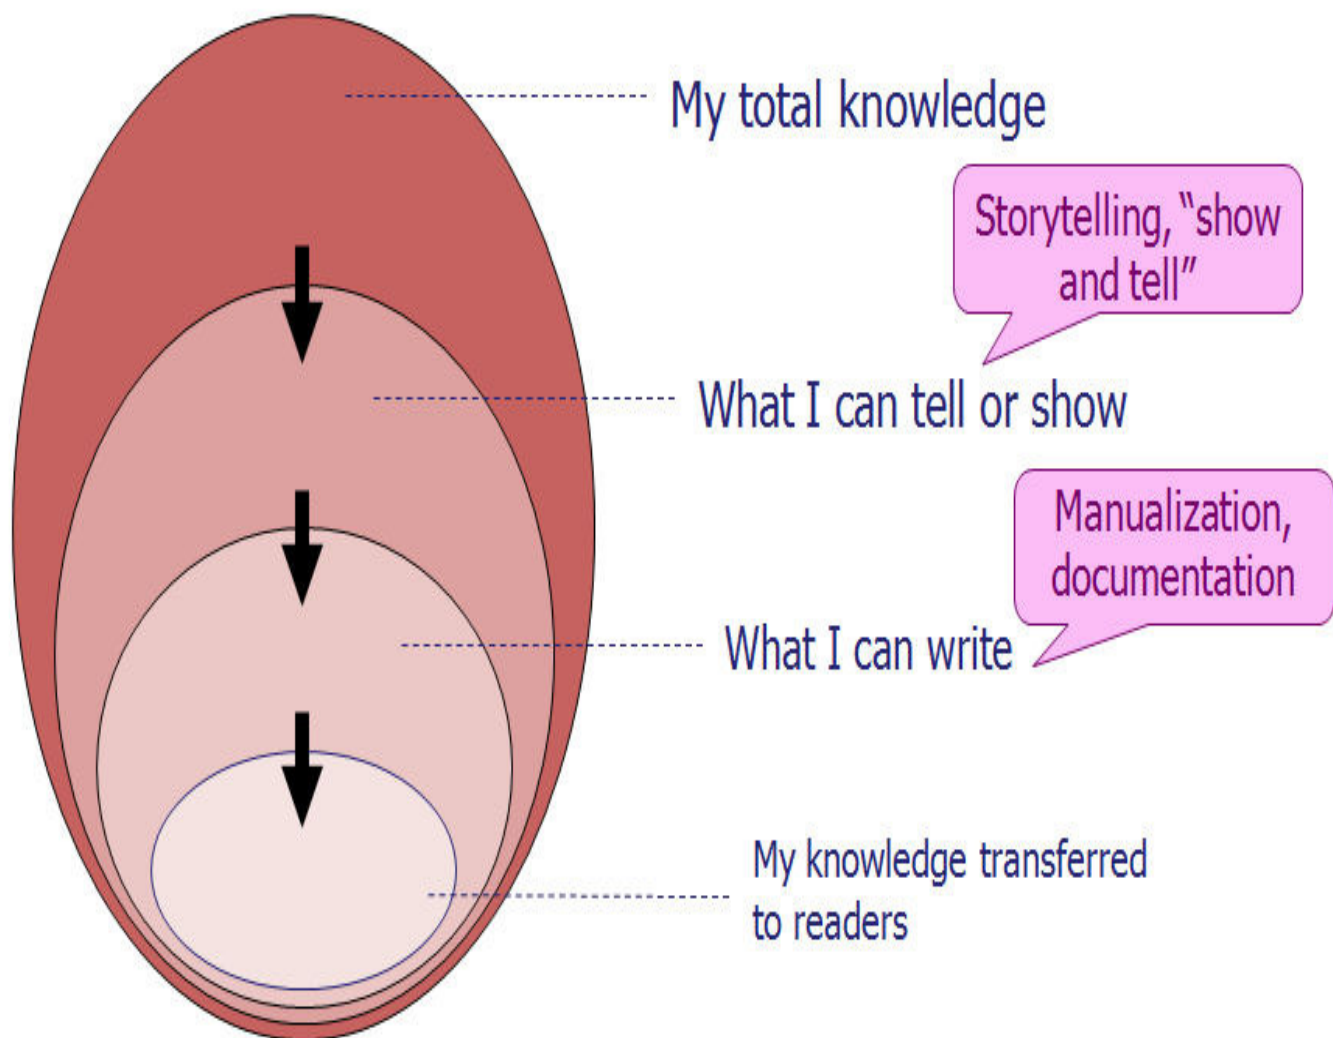 My total knowledge
Storytelling, “show
and tell”
What I can tell or show
Manualization,
documentation
What I can write
My knowledge transferred
to readers